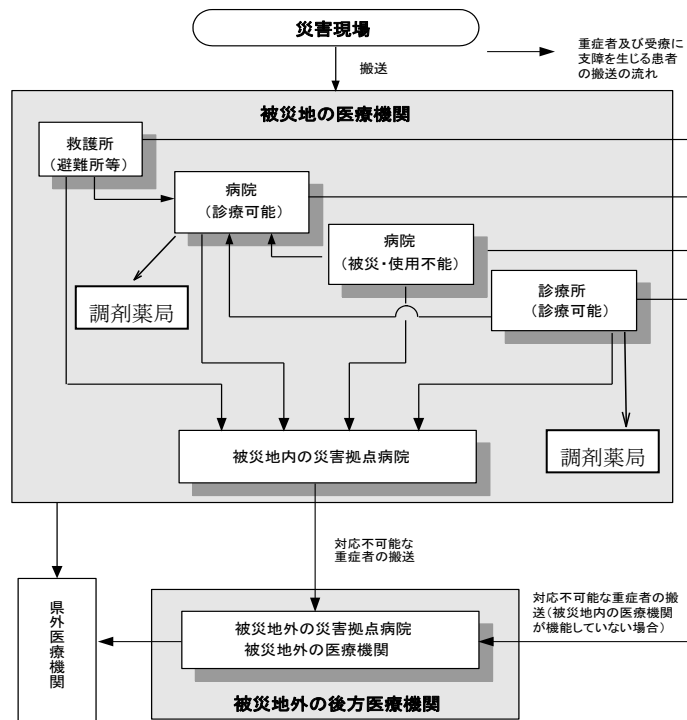 災害現場
搬送
重症者及び受療に
支障を生じる患者
の搬送の流れ
被災地の医療機関
救護所
（避難所等）
病院
（診療可能）
病院
（被災・使用不能）
診療所
（診療可能）
調剤薬局
調剤薬局
被災地内の災害拠点病院
対応不可能な
重症者の搬送
県外医療機関
被災地外の災害拠点病院
被災地外の医療機関
対応不可能な重症者の搬
送（被災地内の医療機関
が機能していない場合）
被災地外の後方医療機関